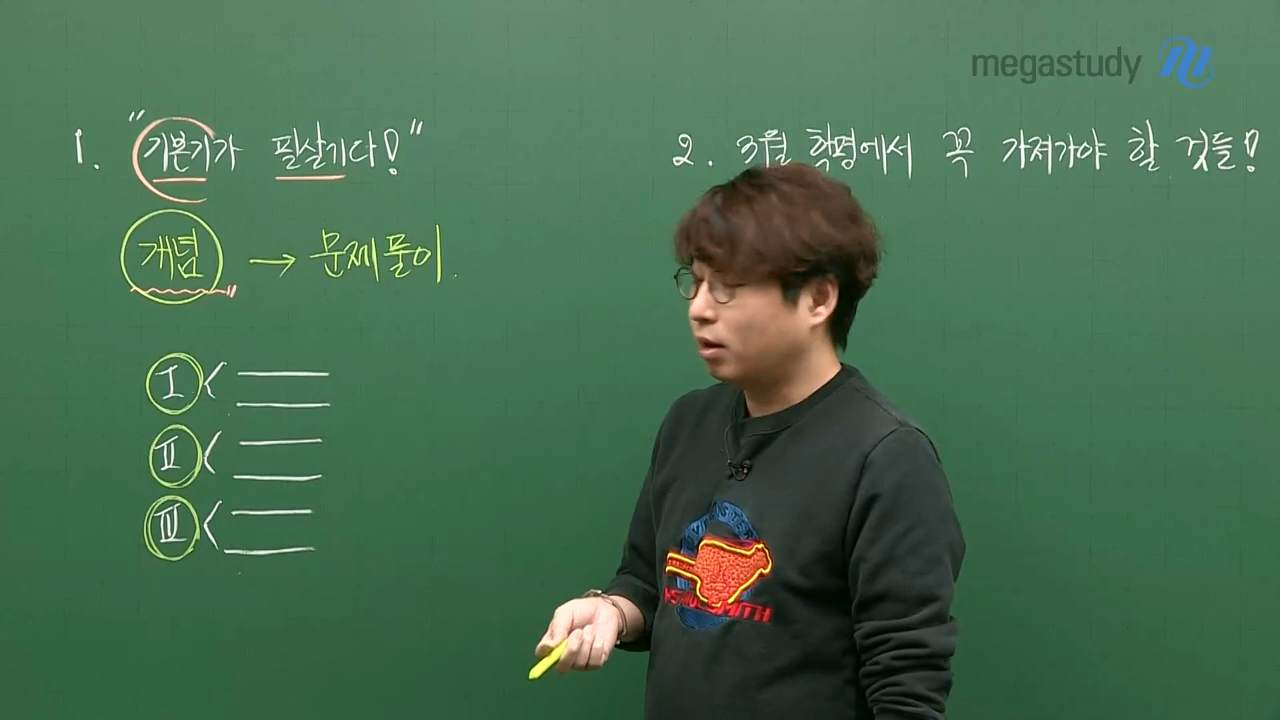 megastudy
1. "기본기가 필살기다!"
개념 → 문제풀이.
I
II
III
2. 3월 학평에서 꼭 가져가야 할 것들!